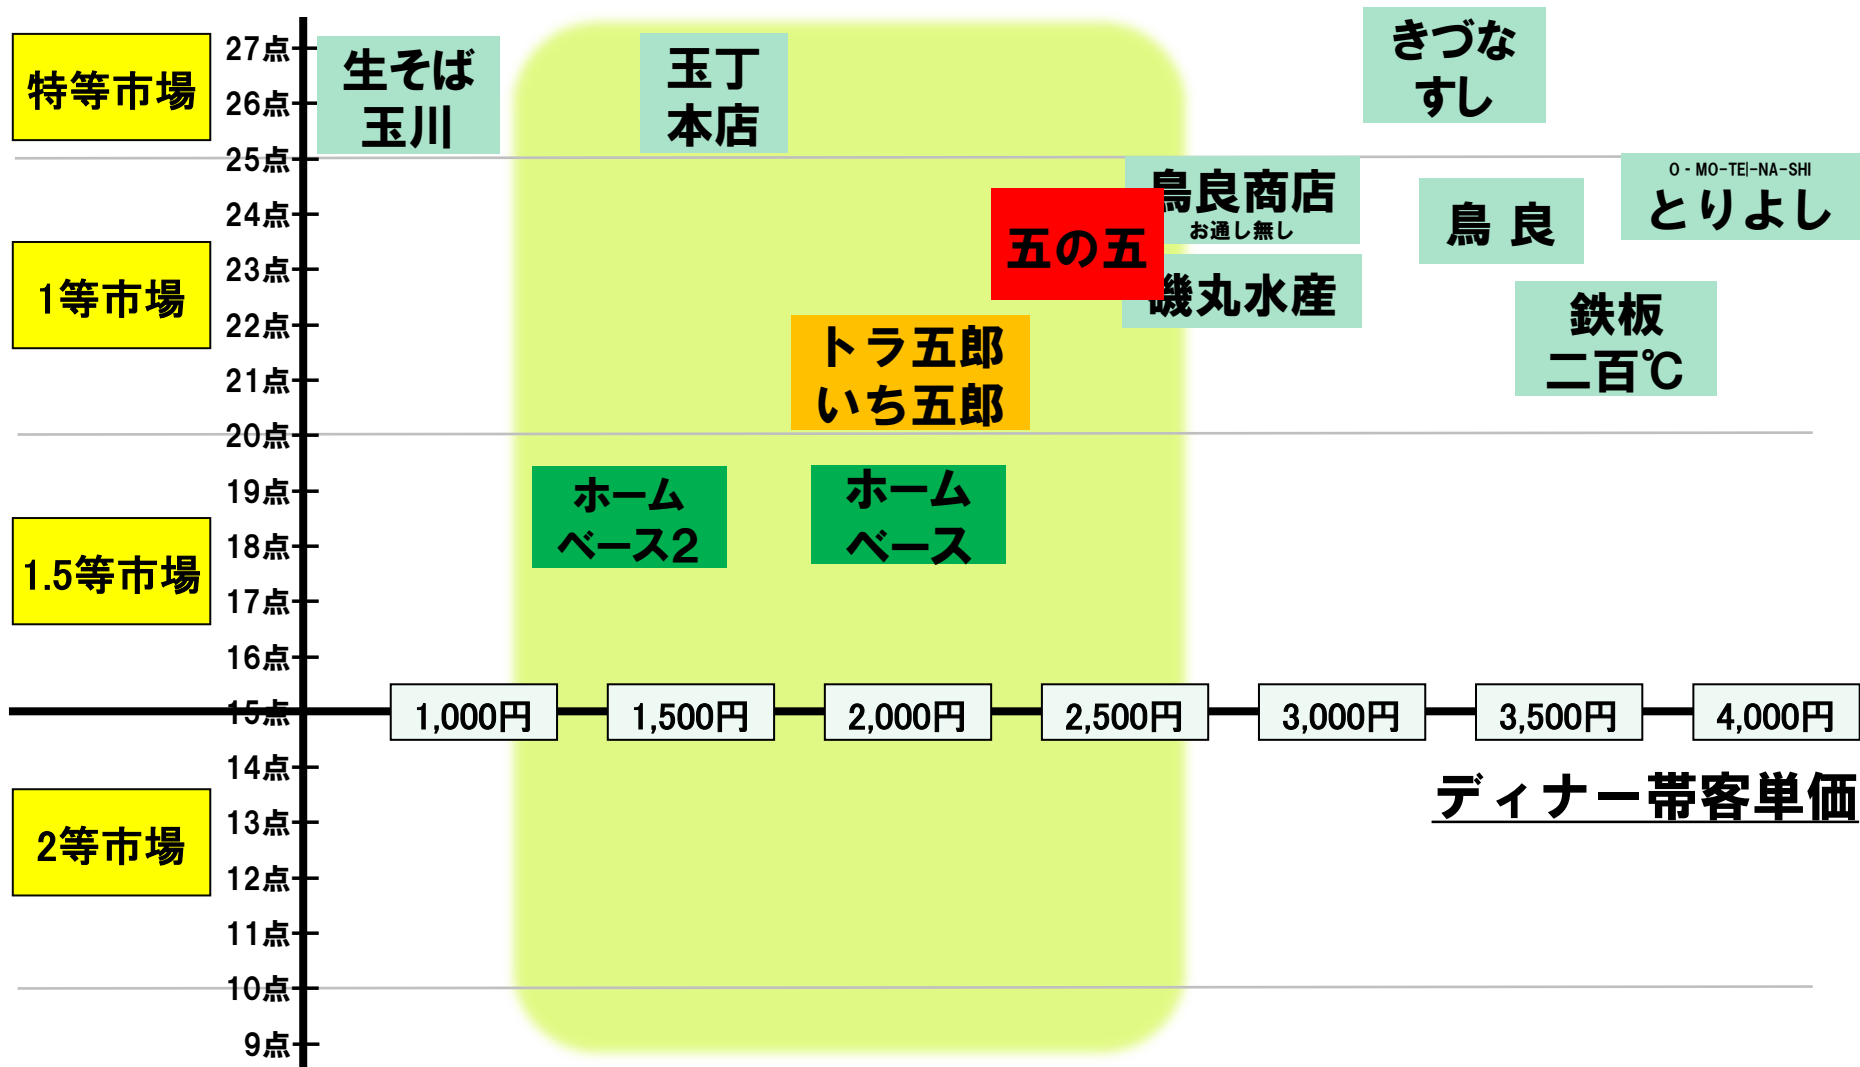 特等市場
1等市場
1.5等市場
2等市場
27点
26点
25点
24点
23点
22点
21点
20点
19点
18点
17点
16点
15点
14点
13点
12点
11点
10点
9点
生そば
玉川
玉丁
本店
きづな
すし
鳥良商店
お通し無し
五の五
磯丸水産
鳥 良
O - MO-TE|-NA-SHI
とりよし
鉄板
二百℃
トラ五郎
いち五郎
ホーム
ベース2
ホーム
ベース
1,000円
1,500円
2,000円
2,500円
3,000円
3,500円
4,000円
ディナー帯客単価